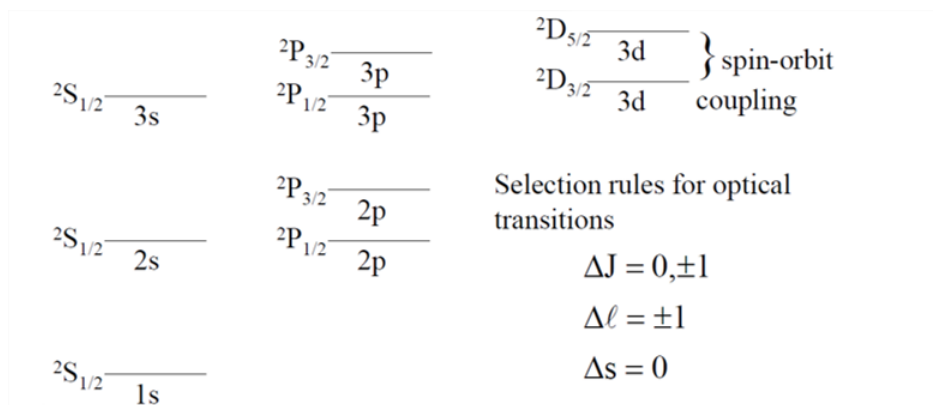 ²S₁/₂
3s
²P₃/₂
3p
²P₁/₂
3p
²D₅/₂
3d
²D₃/₂
3d
} spin-orbit
coupling
²S₁/₂
2s
²P₃/₂
2p
²P₁/₂
2p
Selection rules for optical
transitions
ΔJ = 0,±1
Δℓ = ±1
Δs = 0
²S₁/₂
1s